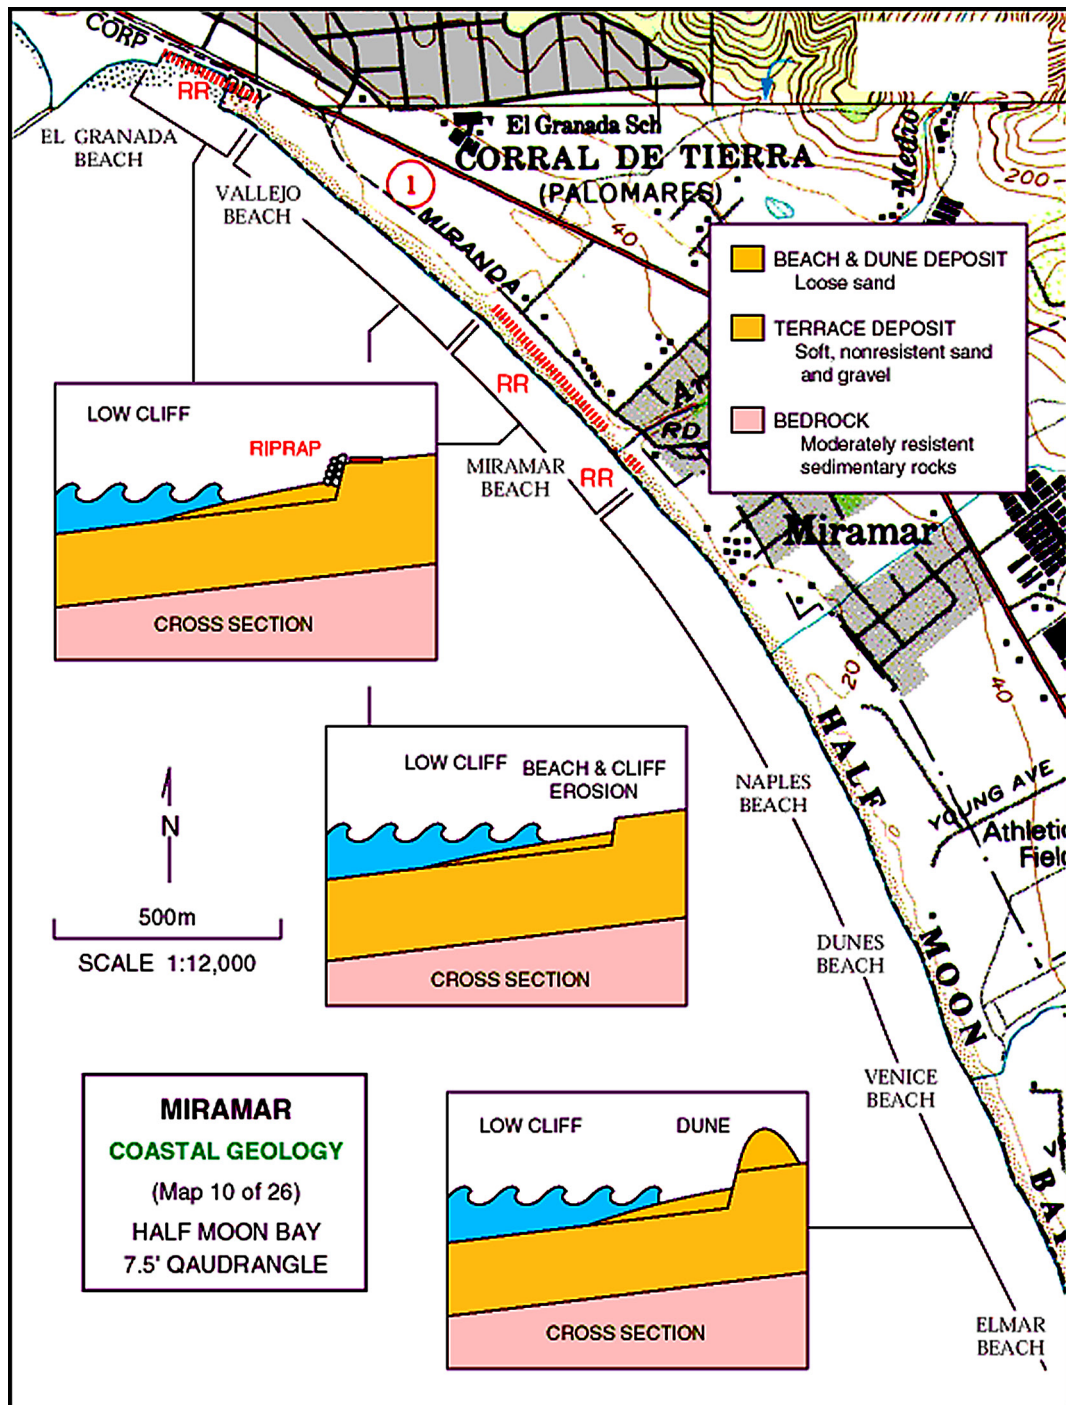 CORP
BDY
RR
EL GRANADA
BEACH
VALLEJO
BEACH
El Granada Sch
CORRAL DE TIERRA
(PALOMARES)
1
MIRANDA
40
Medio
200
BEACH & DUNE DEPOSIT
Loose sand
TERRACE DEPOSIT
Soft, nonresistent sand
and gravel
BEDROCK
Moderately resistent
sedimentary rocks
RR
RD
MIRAMAR
BEACH
RR
Miramar
LOW CLIFF
RIPRAP
CROSS SECTION
20
40
HALF MOON
NAPLES
BEACH
YOUNG AVE
Athletic
Field
LOW CLIFF
BEACH & CLIFF
EROSION
CROSS SECTION
N
500m
SCALE 1:12,000
DUNES
BEACH
VENICE
BEACH
MIRAMAR
COASTAL GEOLOGY
(Map 10 of 26)
HALF MOON BAY
7.5' QAUDRANGLE
LOW CLIFF
DUNE
CROSS SECTION
ELMAR
BEACH